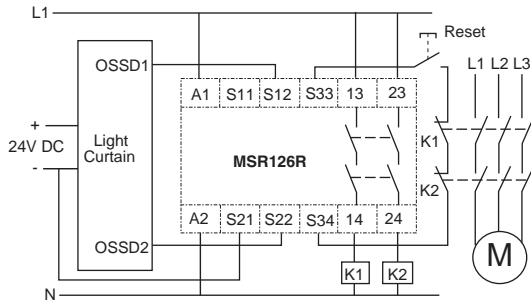 L1
Reset
OSSD1
L1 L2 L3
A1 S11 S12 S33 13 23
+
24V DC
-
Light
Curtain
MSR126R
K1
K2
A2 S21 S22 S34 14 24
OSSD2
K1 K2
M
N